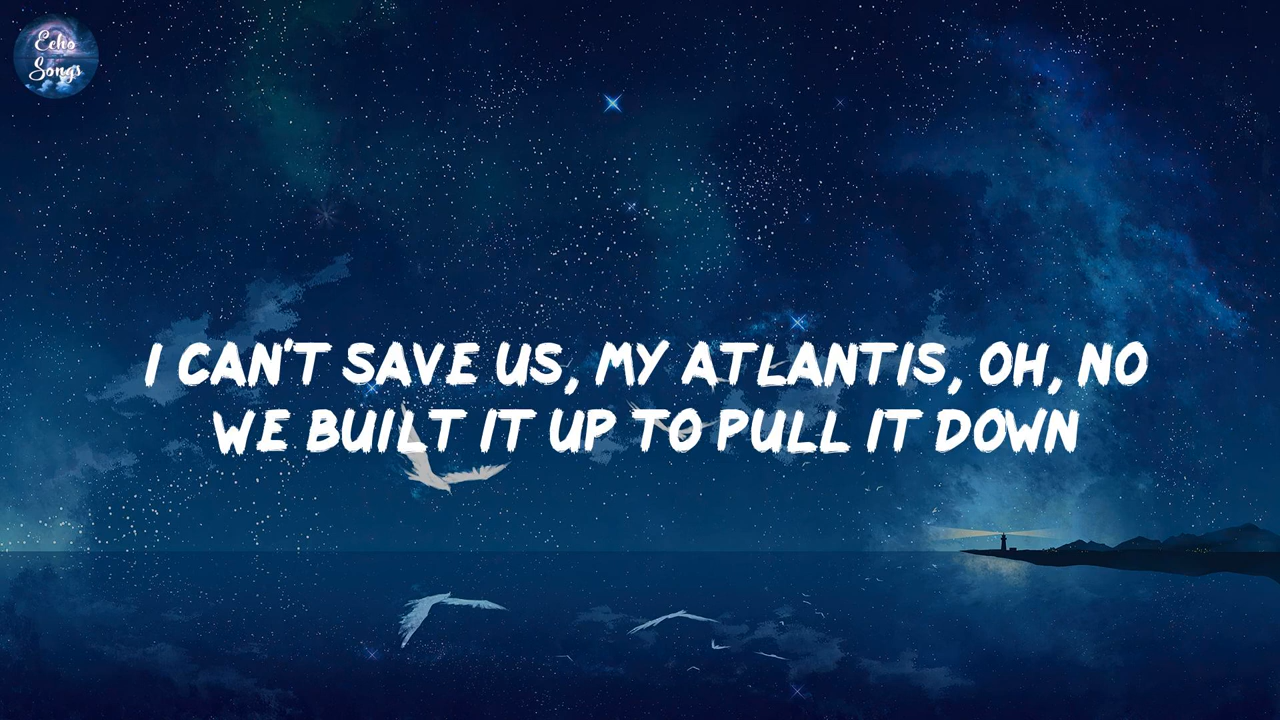 Echo
Songs
I CAN'T SAVE US, MY ATLANTIS, OH, NO
WE BUILT IT UP TO PULL IT DOWN